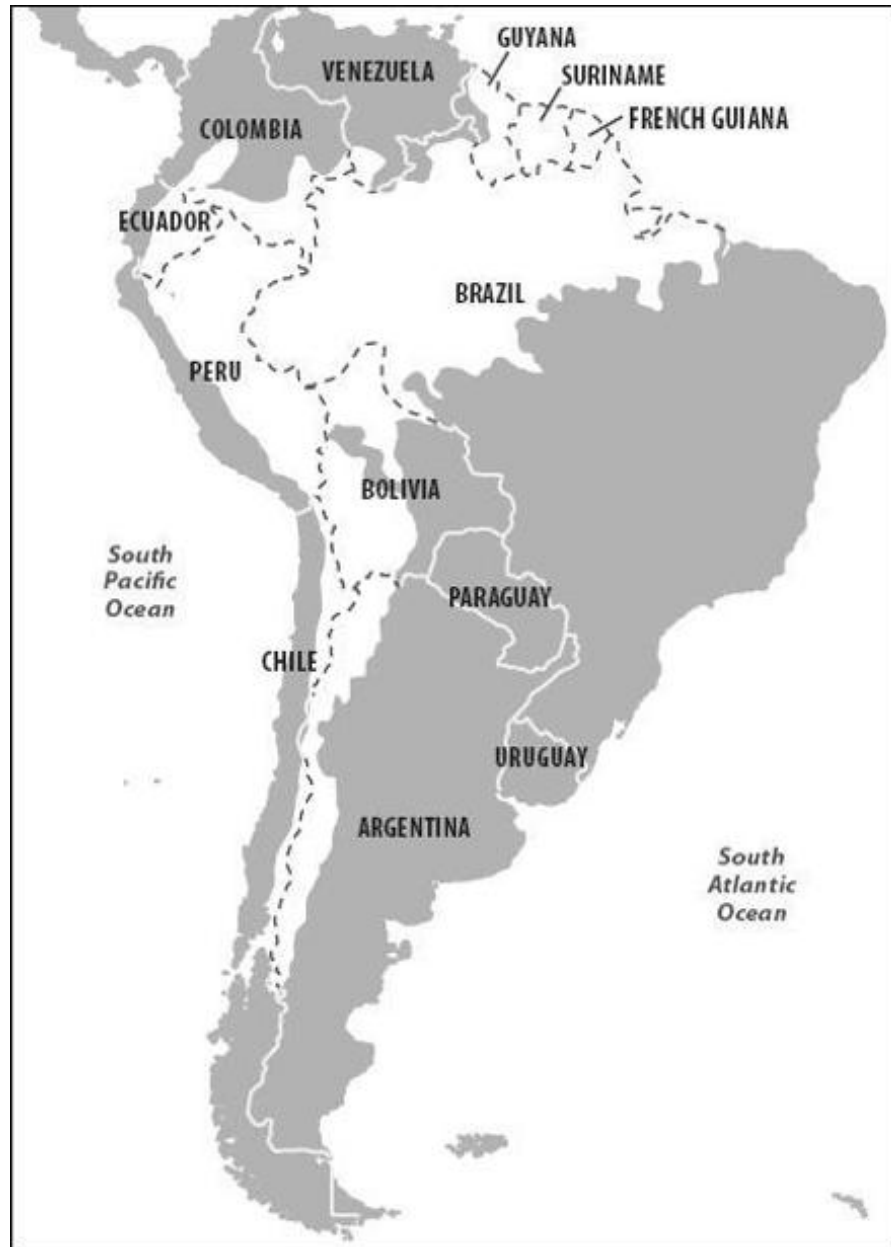 GUYANA
SURINAME
FRENCH GUIANA
VENEZUELA
COLOMBIA
ECUADOR
BRAZIL
PERU
BOLIVIA
South
Pacific
Ocean
PARAGUAY
CHILE
URUGUAY
ARGENTINA
South
Atlantic
Ocean